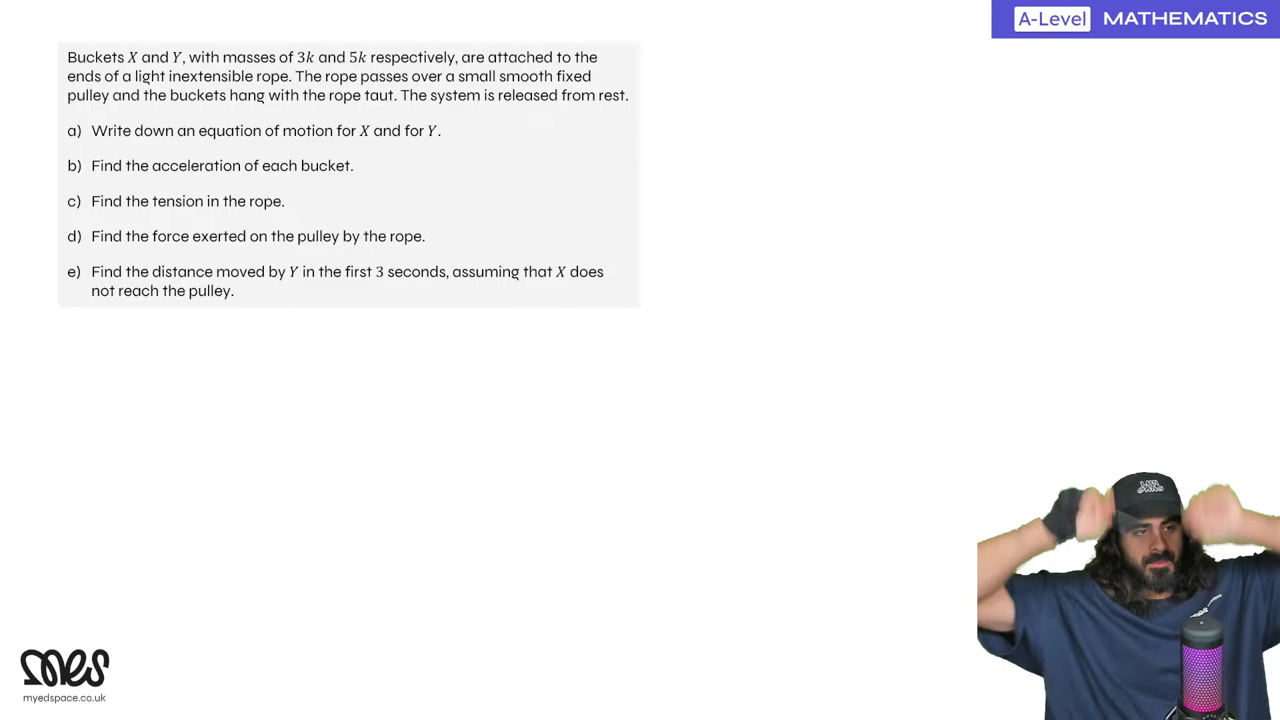 A-Level MATHEMATICS
Buckets X and Y, with masses of 3k and 5k respectively, are attached to the
ends of a light inextensible rope. The rope passes over a small smooth fixed
pulley and the buckets hang with the rope taut. The system is released from rest.
a) Write down an equation of motion for X and for Y.
b) Find the acceleration of each bucket.
c) Find the tension in the rope.
d) Find the force exerted on the pulley by the rope.
e) Find the distance moved by Y in the first 3 seconds, assuming that X does
not reach the pulley.
mes
myedspace.co.uk